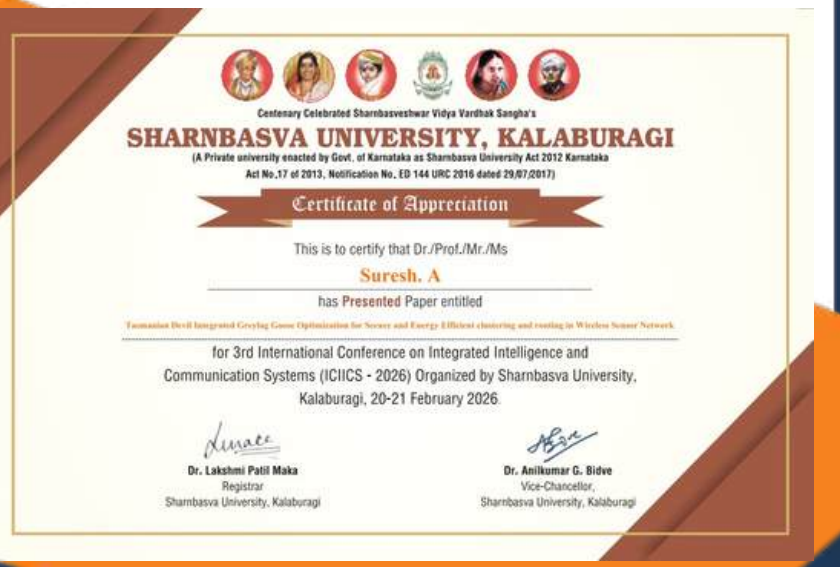 Centenary Celebrated Sharnbasveshwar Vidya Vardhak Sangha's
SHARNBASVA UNIVERSITY, KALABURAGI
(A Private university enacted by Govt. of Karnataka as Sharnbasva University Act 2012 Karnataka
Act No.17 of 2013, Notification No. ED 144 URC 2016 dated 29/07/2017)
Certificate of Appreciation
This is to certify that Dr./Prof./Mr./Ms
Suresh. A
has Presented Paper entitled
Tasmanian Devil Integrated Greylag Goose Optimization for Secure and Energy Efficient clustering and routing in Wireless Sensor Network
for 3rd International Conference on Integrated Intelligence and
Communication Systems (ICIICS - 2026) Organized by Sharnbasva University,
Kalaburagi, 20-21 February 2026.
Dr. Lakshmi Patil Maka
Registrar
Sharnbasva University, Kalaburagi
Dr. Anilkumar G. Bidve
Vice-Chancellor,
Sharnbasva University, Kalaburagi